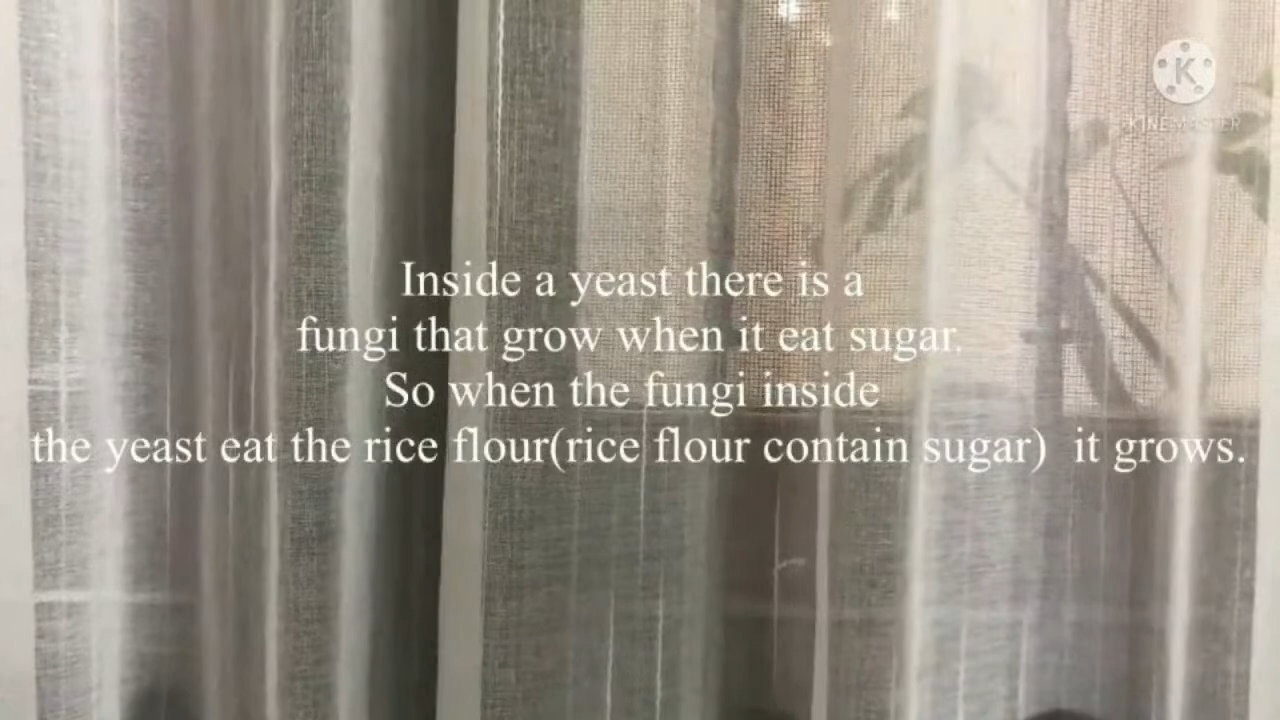 K
KINEMASTER
Inside a yeast there is a
fungi that grow when it eat sugar.
So when the fungi inside
the yeast eat the rice flour(rice flour contain sugar)  it grows.